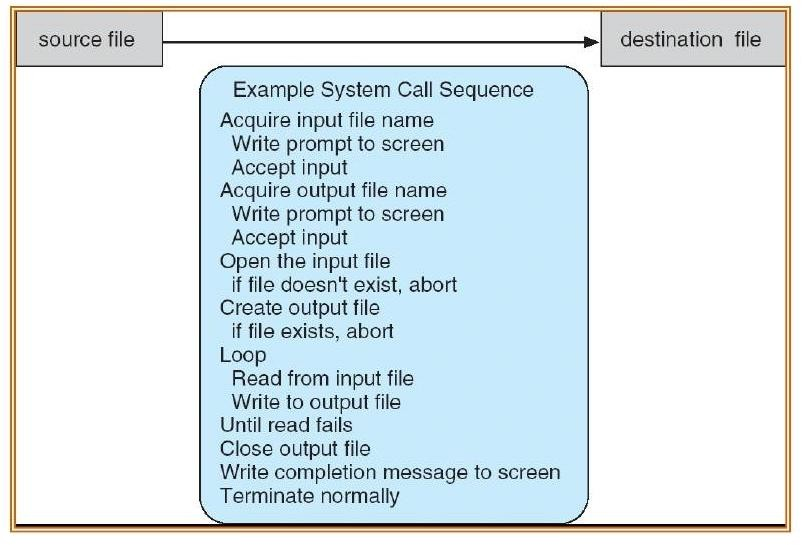 source file
destination file
Example System Call Sequence
Acquire input file name
Write prompt to screen
Accept input
Acquire output file name
Write prompt to screen
Accept input
Open the input file
if file doesn't exist, abort
Create output file
if file exists, abort
Loop
Read from input file
Write to output file
Until read fails
Close output file
Write completion message to screen
Terminate normally